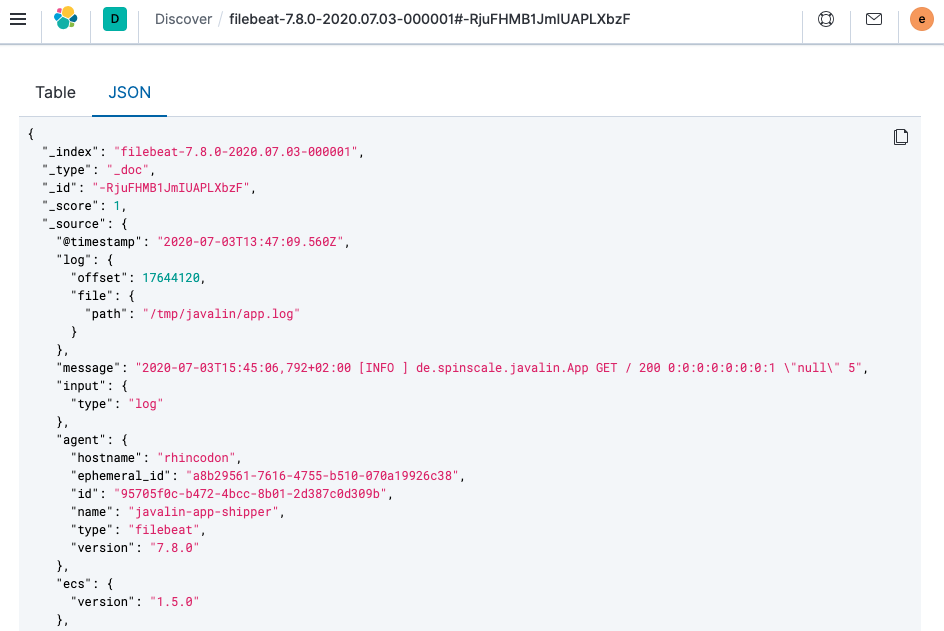 D Discover / filebeat-7.8.0-2020.07.03-000001#-RjuFHMB1JmIUAPLXbzF e
Table JSON
{
"_index": "filebeat-7.8.0-2020.07.03-000001",
"_type": "_doc",
"_id": "-RjuFHMB1JmIUAPLXbzF",
"_score": 1,
"_source": {
"@timestamp": "2020-07-03T13:47:09.560Z",
"log": {
"offset": 17644120,
"file": {
"path": "/tmp/javalin/app.log"
}
},
"message": "2020-07-03T15:45:06,792+02:00 [INFO ] de.spinscale.javalin.App GET / 200 0:0:0:0:0:0:0:1 \"null\" 5",
"input": {
"type": "log"
},
"agent": {
"hostname": "rhincodon",
"ephemeral_id": "a8b29561-7616-4755-b510-070a19926c38",
"id": "95705f0c-b472-4bcc-8b01-2d387c0d309b",
"name": "javalin-app-shipper",
"type": "filebeat",
"version": "7.8.0"
},
"ecs": {
"version": "1.5.0"
},